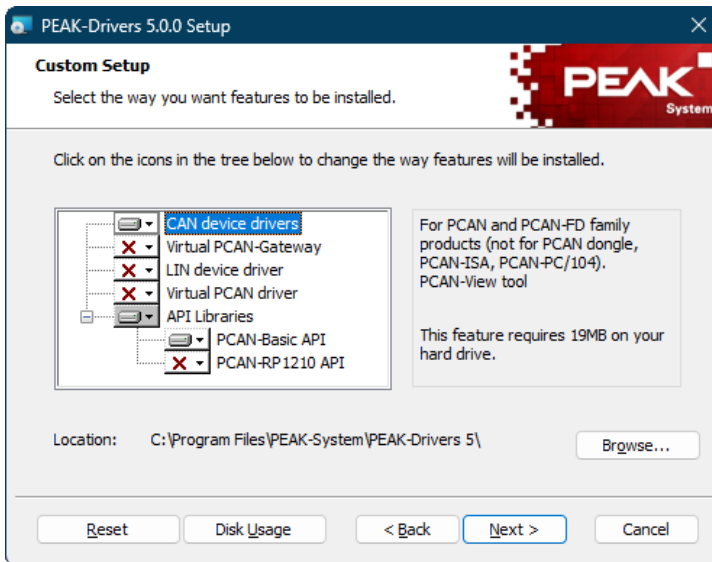 PEAK-Drivers 5.0.0 Setup
Custom Setup
Select the way you want features to be installed.
PEAK
System
Click on the icons in the tree below to change the way features will be installed.
CAN device drivers
Virtual PCAN-Gateway
LIN device driver
Virtual PCAN driver
API Libraries
PCAN-Basic API
PCAN-RP1210 API
For PCAN and PCAN-FD family
products (not for PCAN dongle,
PCAN-ISA, PCAN-PC/104).
PCAN-View tool
This feature requires 19MB on your
hard drive.
Location: C:\Program Files\PEAK-System\PEAK-Drivers 5\
Browse...
Reset Disk Usage < Back Next > Cancel